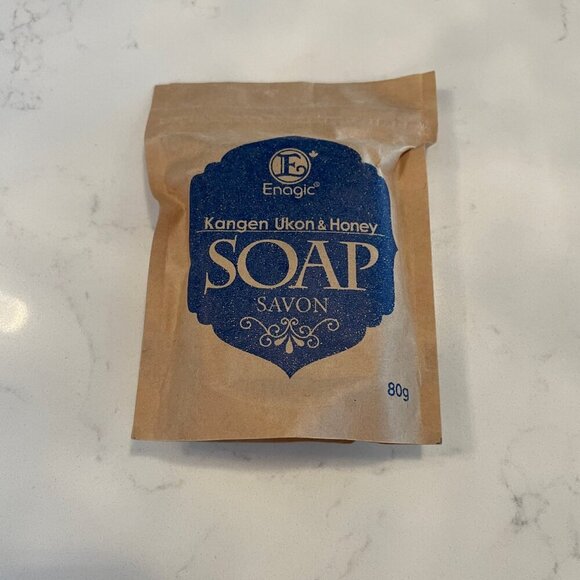 E
Enagic®
Kangen Ukon & Honey
SOAP
SAVON
80g